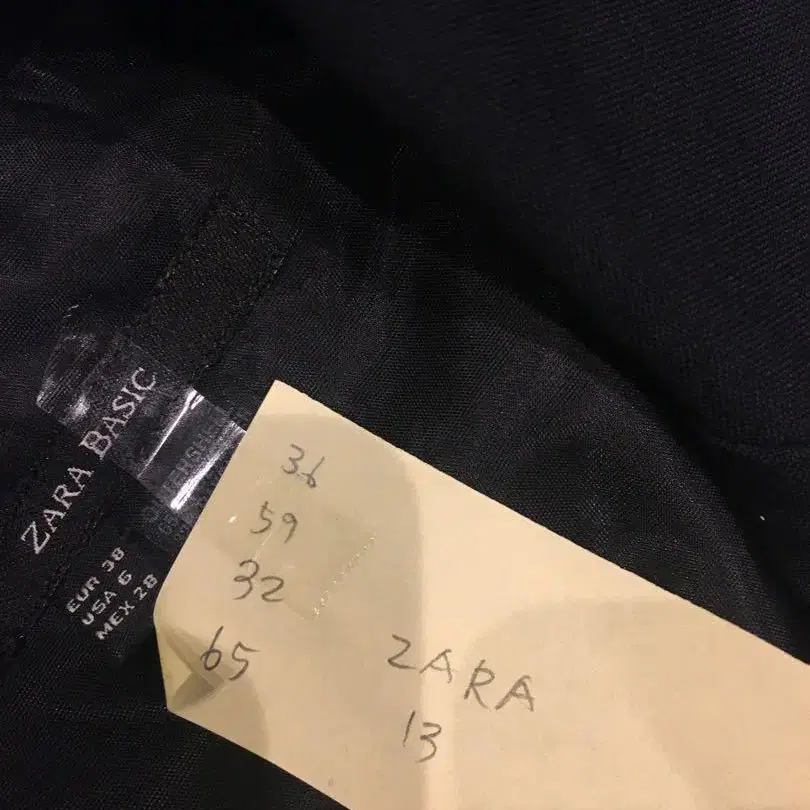 ZARA BASIC
EUR 38
USA 6
MEX 28
36
59
32
65
ZARA
13